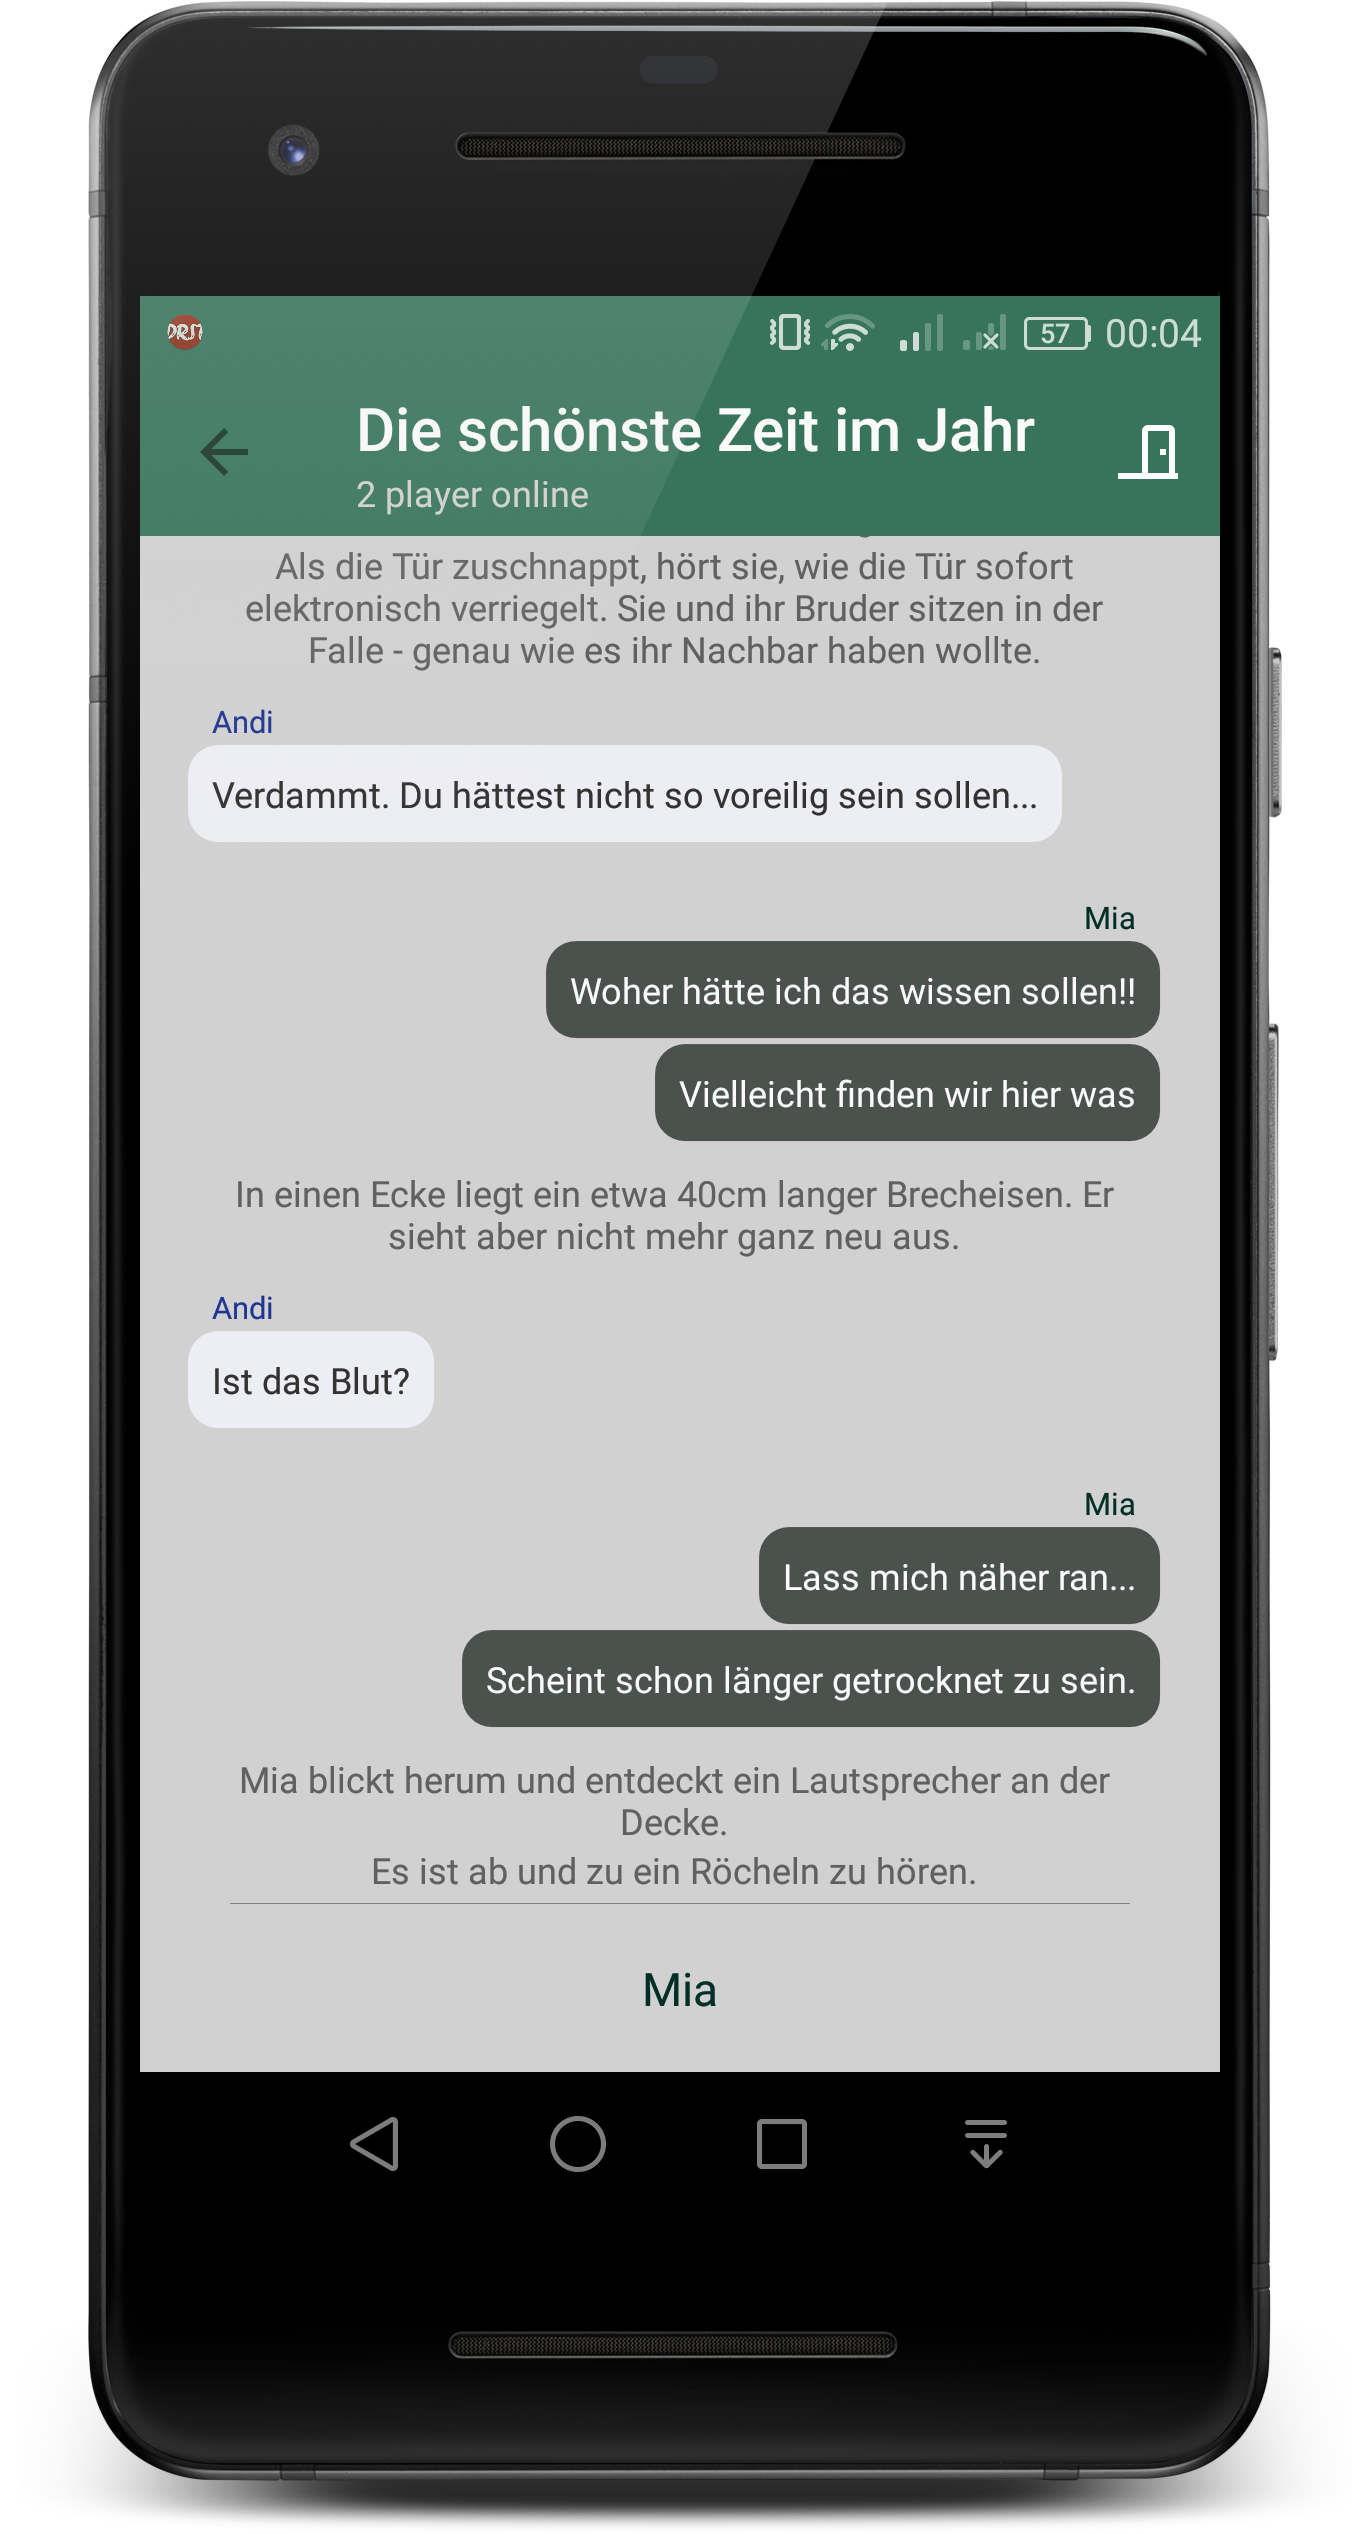 57 00:04
Die schönste Zeit im Jahr
2 player online
Als die Tür zuschnappt, hört sie, wie die Tür sofort
elektronisch verriegelt. Sie und ihr Bruder sitzen in der
Falle - genau wie es ihr Nachbar haben wollte.
Andi
Verdammt. Du hättest nicht so voreilig sein sollen...
Mia
Woher hätte ich das wissen sollen!!
Vielleicht finden wir hier was
In einen Ecke liegt ein etwa 40cm langer Brecheisen. Er
sieht aber nicht mehr ganz neu aus.
Andi
Ist das Blut?
Mia
Lass mich näher ran...
Scheint schon länger getrocknet zu sein.
Mia blickt herum und entdeckt ein Lautsprecher an der
Decke.
Es ist ab und zu ein Röcheln zu hören.
Mia